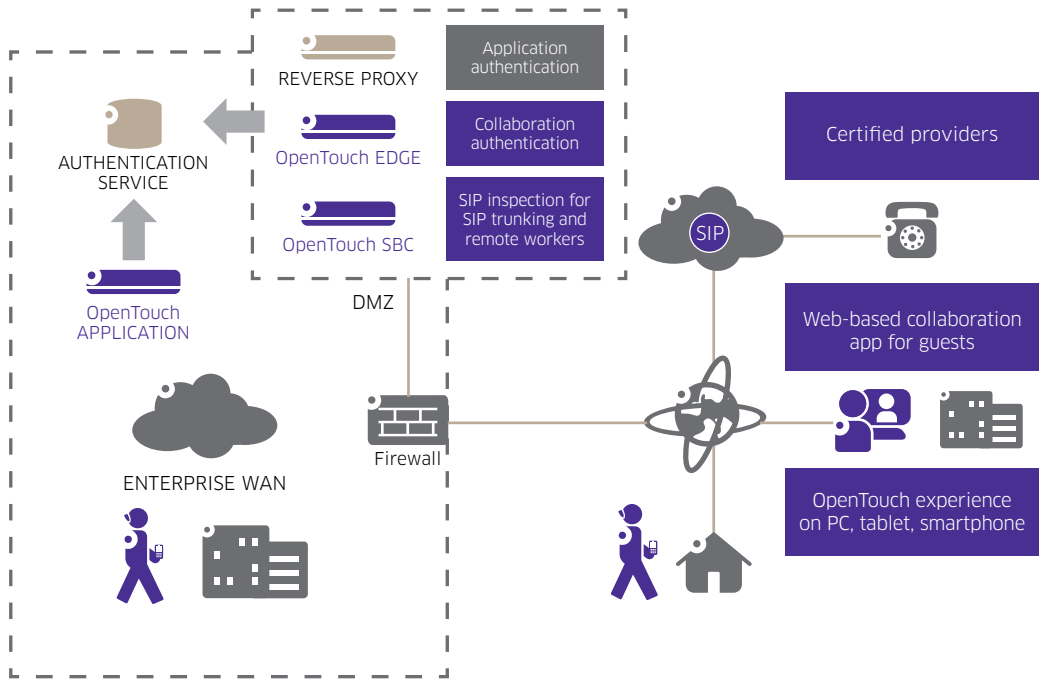 REVERSE PROXY
Application
authentication
AUTHENTICATION
SERVICE
OpenTouch EDGE
Collaboration
authentication
OpenTouch SBC
SIP inspection for
SIP trunking and
remote workers
OpenTouch
APPLICATION
DMZ
Firewall
ENTERPRISE WAN
SIP
Certified providers
Web-based collaboration
app for guests
OpenTouch experience
on PC, tablet, smartphone